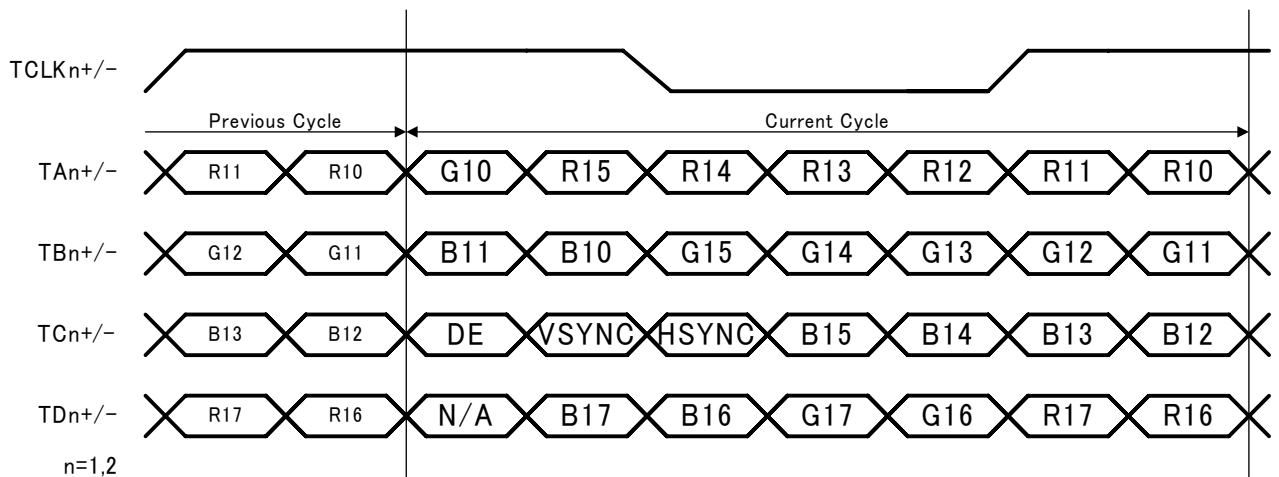 TCLKn+/-
Previous Cycle Current Cycle
TAn+/- R11 R10 G10 R15 R14 R13 R12 R11 R10
TBn+/- G12 G11 B11 B10 G15 G14 G13 G12 G11
TCn+/- B13 B12 DE VSYNC HSYNC B15 B14 B13 B12
TDn+/- R17 R16 N/A B17 B16 G17 G16 R17 R16
n=1,2